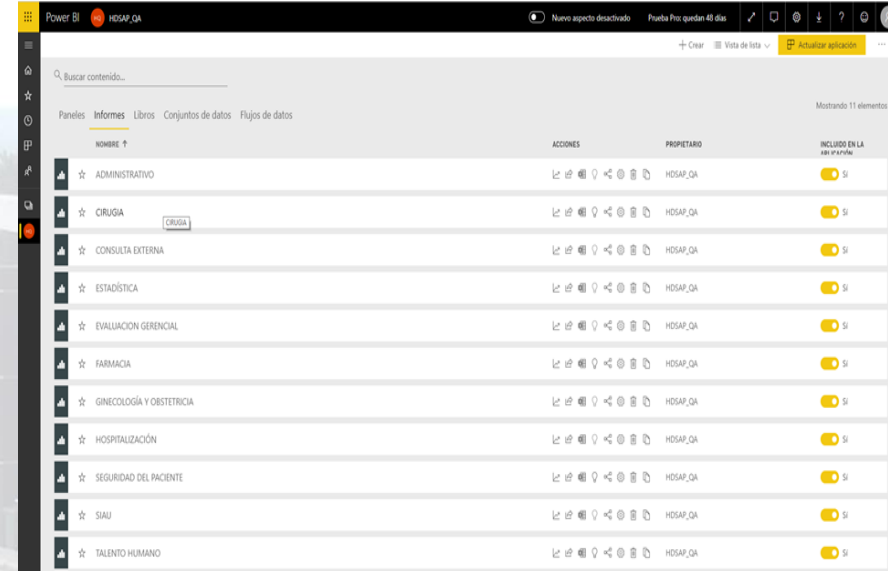 Power BI HQ HDSAP_QA Nuevo aspecto desactivado Prueba Pro: quedan 48 días ?
Crear Vista de lista Actualizar aplicación ...
Buscar contenido...
Paneles Informes Libros Conjuntos de datos Flujos de datos
Mostrando 11 elementos
NOMBRE ↑ ACCIONES PROPIETARIO INCLUIDO EN LA
APLICACIÓN
ADMINISTRATIVO HDSAP_QA Sí
CIRUGIA HDSAP_QA Sí
CIRUGIA
CONSULTA EXTERNA HDSAP_QA Sí
ESTADÍSTICA HDSAP_QA Sí
EVALUACION GERENCIAL HDSAP_QA Sí
FARMACIA HDSAP_QA Sí
GINECOLOGÍA Y OBSTETRICIA HDSAP_QA Sí
HOSPITALIZACIÓN HDSAP_QA Sí
SEGURIDAD DEL PACIENTE HDSAP_QA Sí
SIAU HDSAP_QA Sí
TALENTO HUMANO HDSAP_QA Sí